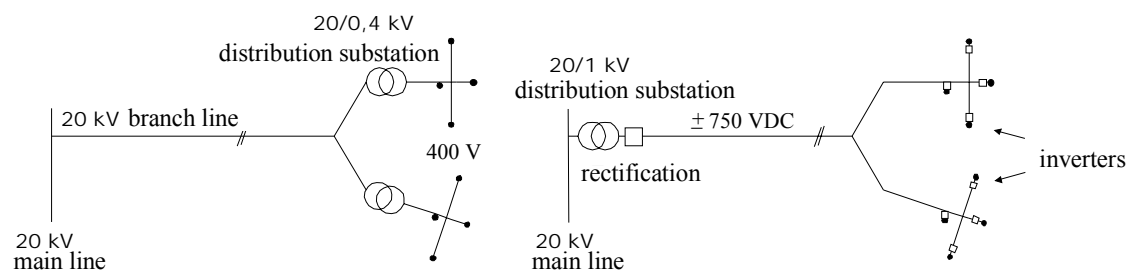 20/0,4 kV
distribution substation
20 kV branch line
400 V
20 kV
main line
20/1 kV
distribution substation
± 750 VDC
rectification
inverters
20 kV
main line